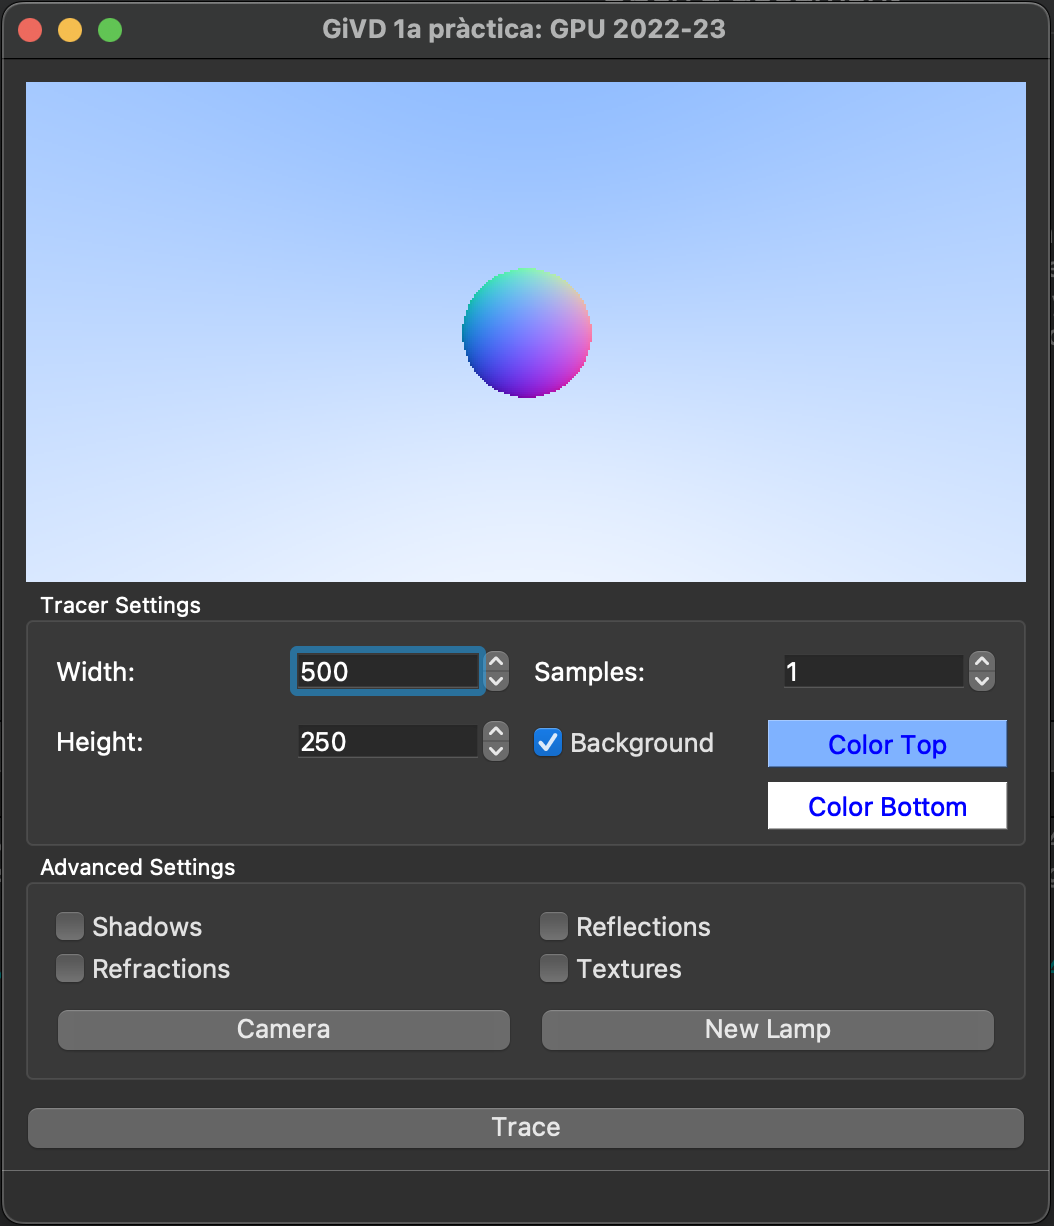 GiVD 1a pràctica: GPU 2022-23
Tracer Settings
Width:
500
Samples:
1
Height:
250
Background
Color Top
Color Bottom
Advanced Settings
Shadows
Reflections
Refractions
Textures
Camera
New Lamp
Trace